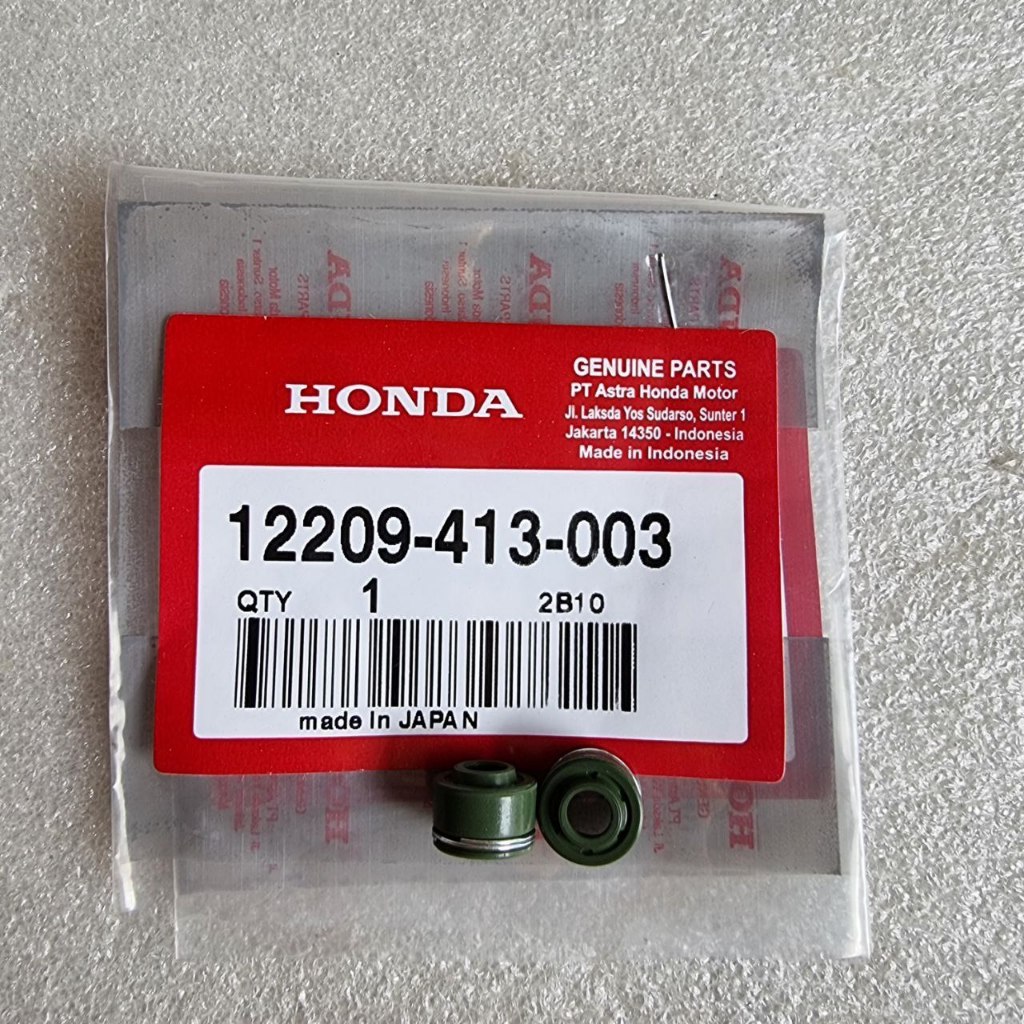 HONDA
GENUINE PARTS
PT Astra Honda Motor
Jl. Laksda Yos Sudarso, Sunter 1
Jakarta 14350 - Indonesia
Made in Indonesia
12209-413-003
QTY 1 2B10
made In JAPAN